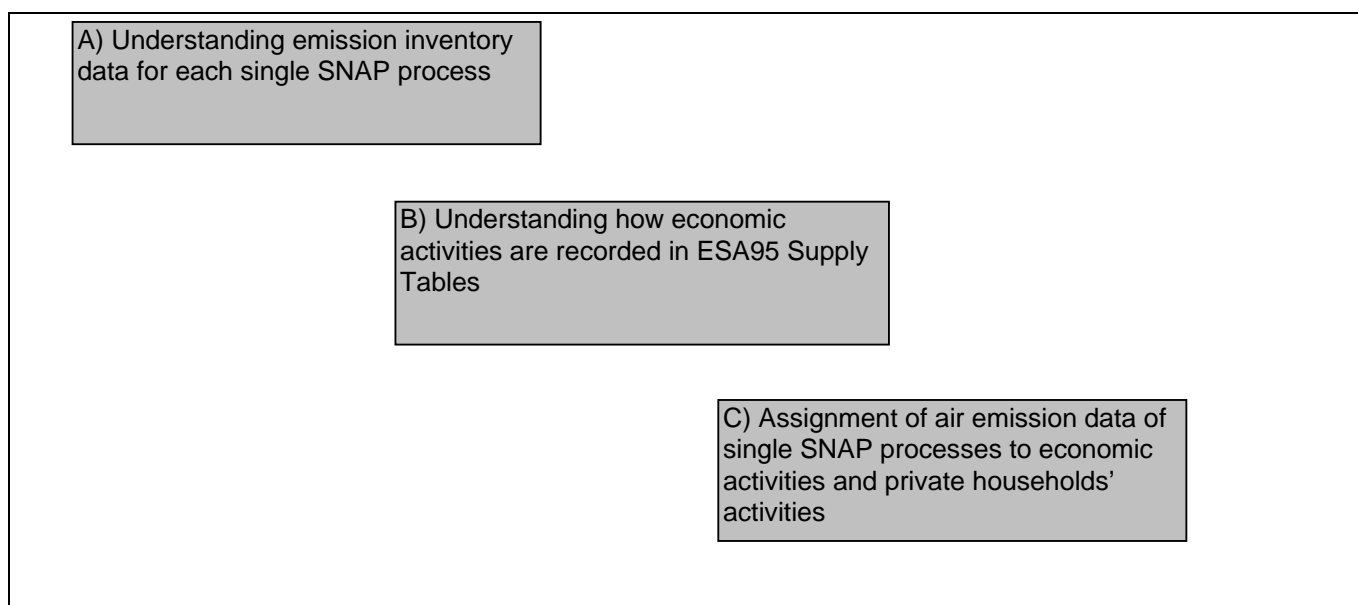 A) Understanding emission inventory
data for each single SNAP process
B) Understanding how economic
activities are recorded in ESA95 Supply
Tables
C) Assignment of air emission data of
single SNAP processes to economic
activities and private households’
activities